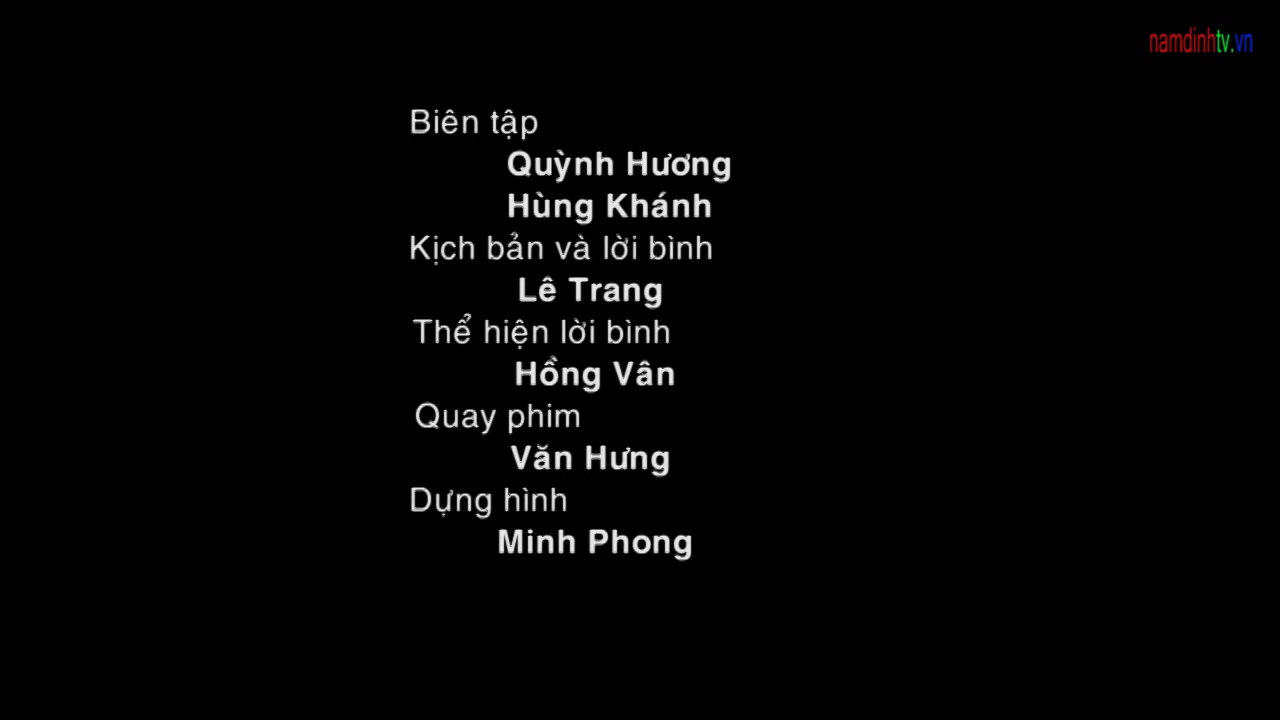 namdinhtv.vn
Biên tập
Quỳnh Hương
Hùng Khánh
Kịch bản và lời bình
Lê Trang
Thể hiện lời bình
Hồng Vân
Quay phim
Văn Hưng
Dựng hình
Minh Phong